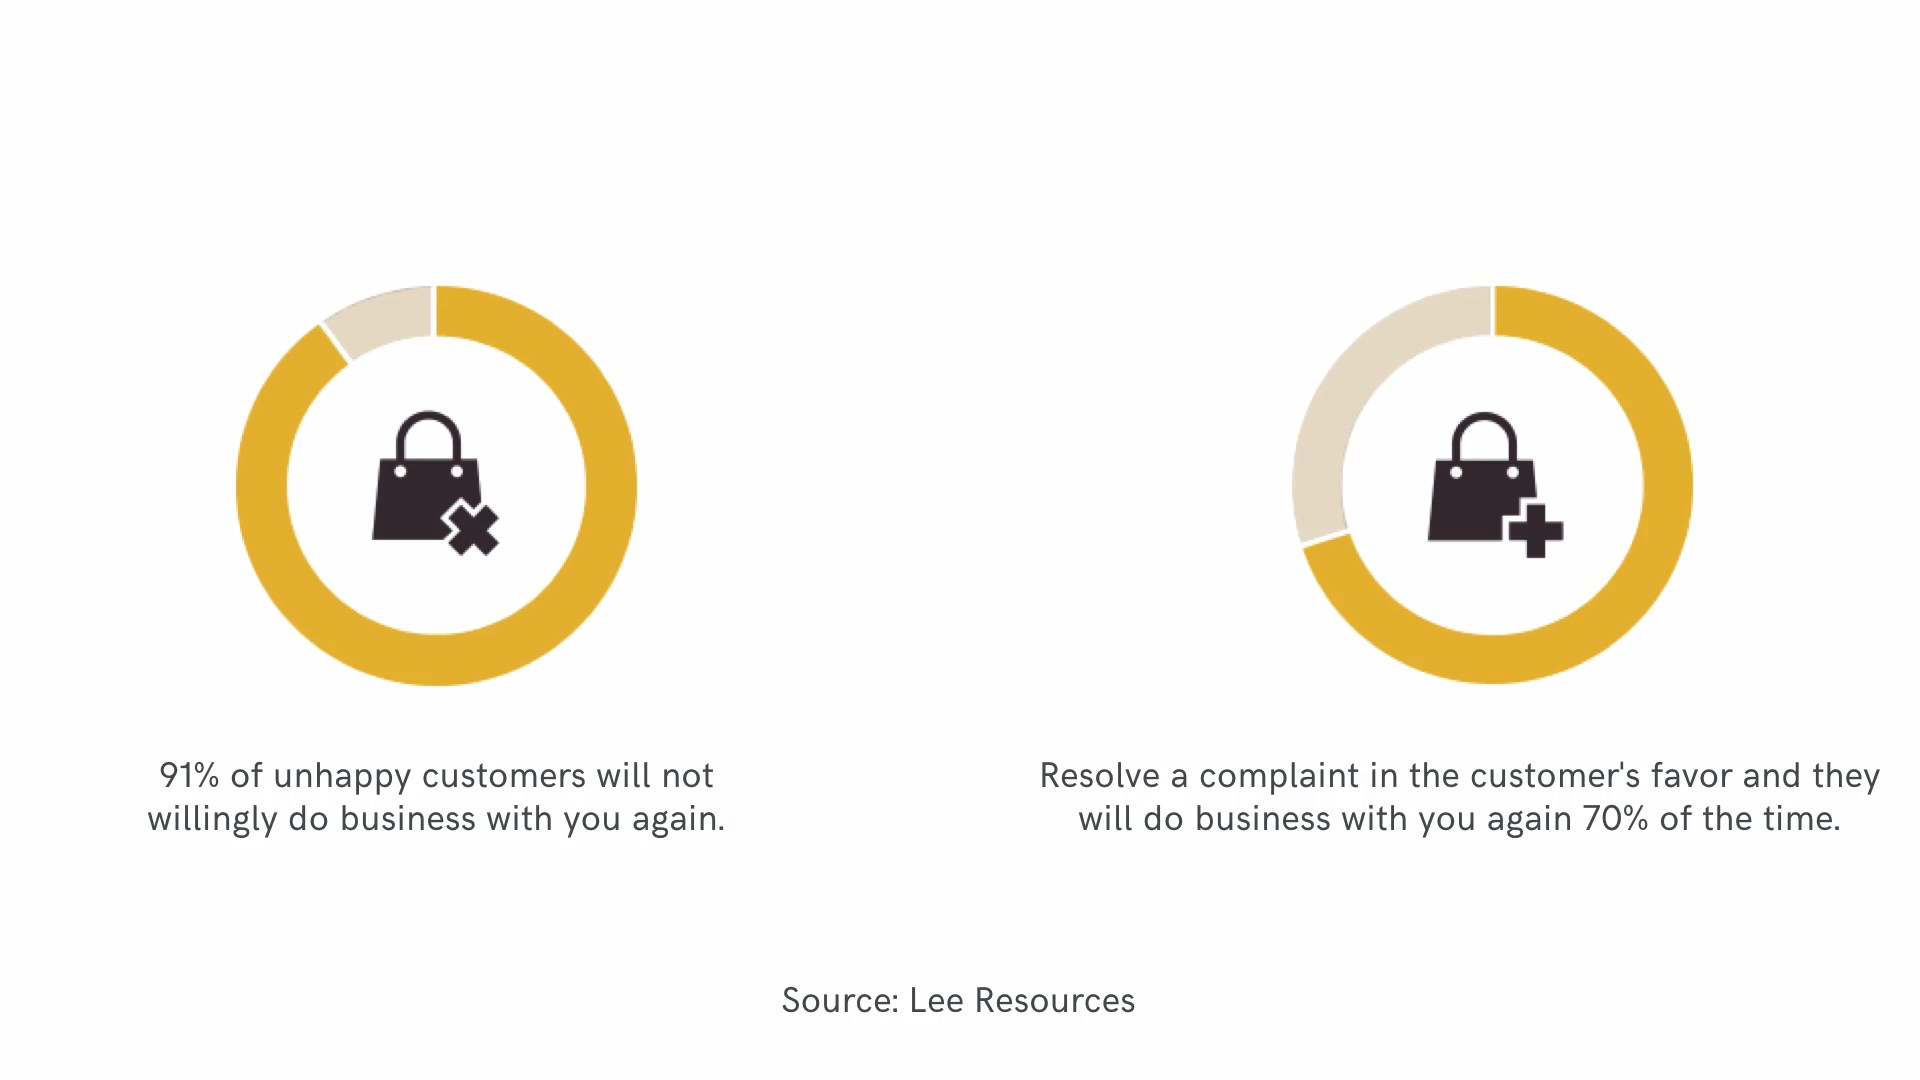 91% of unhappy customers will not
willingly do business with you again.
Resolve a complaint in the customer's favor and they
will do business with you again 70% of the time.
Source: Lee Resources